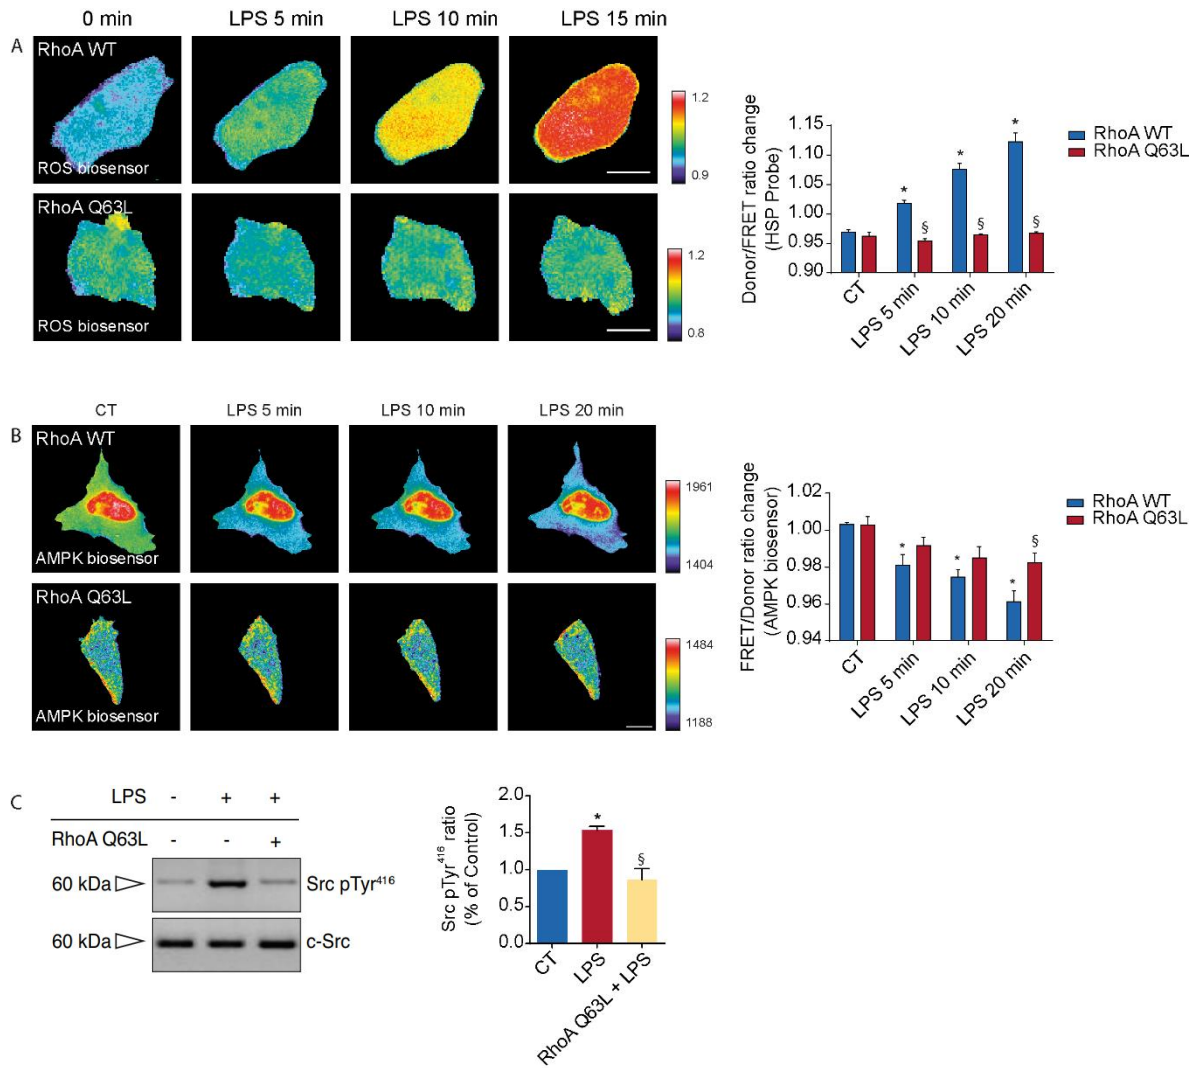 0 min LPS 5 min LPS 10 min LPS 15 min
A
RhoA WT
ROS biosensor
1.2
0.9
RhoA Q63L
ROS biosensor
1.2
0.8
Donor/FRET ratio change
(HSP Probe)
1.15
1.10
1.05
1.00
0.95
0.90
* * *
§ § §
CT LPS 5 min LPS 10 min LPS 20 min
RhoA WT
RhoA Q63L
CT LPS 5 min LPS 10 min LPS 20 min
B
RhoA WT
AMPK biosensor
1961
1404
RhoA Q63L
AMPK biosensor
1484
1188
FRET/Donor ratio change
(AMPK biosensor)
1.02
1.00
0.98
0.96
0.94
* * *
§
CT LPS 5 min LPS 10 min LPS 20 min
RhoA WT
RhoA Q63L
C
LPS - + +
RhoA Q63L - - +
60 kDa Src pTyr⁴¹⁶
60 kDa c-Src
Src pTyr⁴¹⁶ ratio
(% of Control)
2.0
1.5
1.0
0.5
0.0
*
§
CT LPS RhoA Q63L + LPS